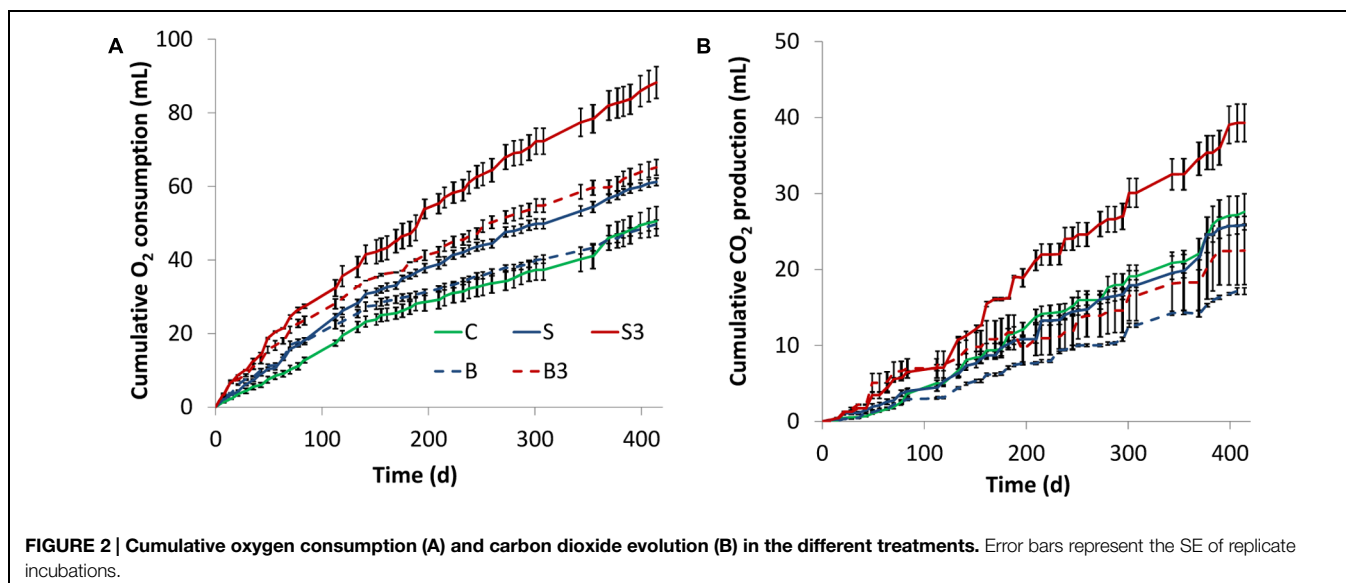 A
Cumulative O₂ consumption (mL)
100
80
60
40
20
0
0 100 200 300 400
Time (d)
C S S3
B B3
B
Cumulative CO₂ production (mL)
50
40
30
20
10
0
0 100 200 300 400
Time (d)
FIGURE 2 | Cumulative oxygen consumption (A) and carbon dioxide evolution (B) in the different treatments. Error bars represent the SE of replicate
incubations.